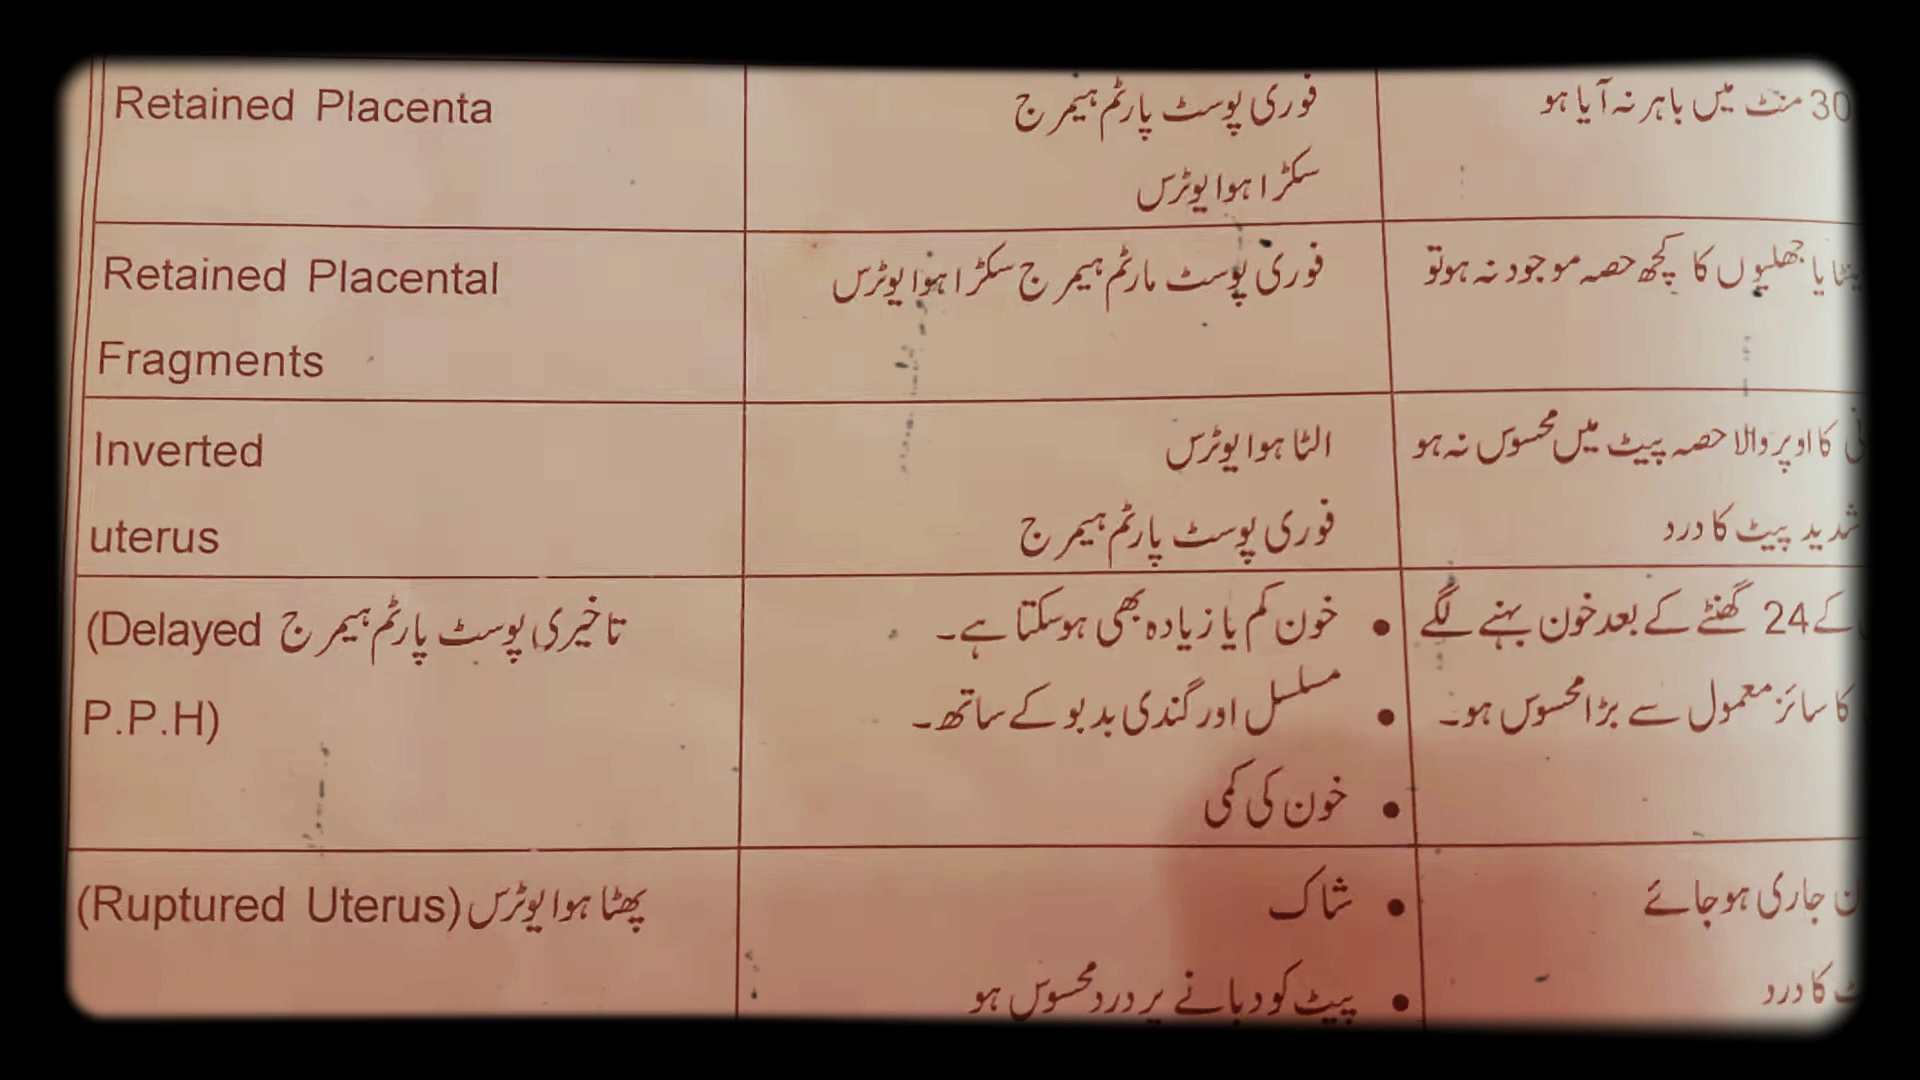 30 منٹ میں باہر نہ آیا ہو
فوری پوسٹ پارٹم ہیمرج
سکڑا ہوا یوٹرس
Retained Placenta
یا جھلیوں کا کچھ حصہ موجود نہ ہو تو
فوری پوسٹ مارٹم ہیمرج سکڑا ہوا یوٹرس
Retained Placental
Fragments
کا اوپر والا حصہ پیٹ میں محسوس نہ ہو
شدید پیٹ کا درد
الٹا ہوا یوٹرس
فوری پوسٹ پارٹم ہیمرج
Inverted
uterus
کے 24 گھنٹے کے بعد خون بہنے لگے
کا سائز معمول سے بڑا محسوس ہو۔
• خون کم یا زیادہ بھی ہوسکتا ہے۔
• مسلسل اور گندی بدبو کے ساتھ۔
• خون کی کمی
تاخیری پوسٹ پارٹم ہیمرج (Delayed
P.P.H)
جاری ہو جائے
کا درد
• شاک
• پیٹ کو دبانے پر درد محسوس ہو
پھٹا ہوا یوٹرس (Ruptured Uterus)